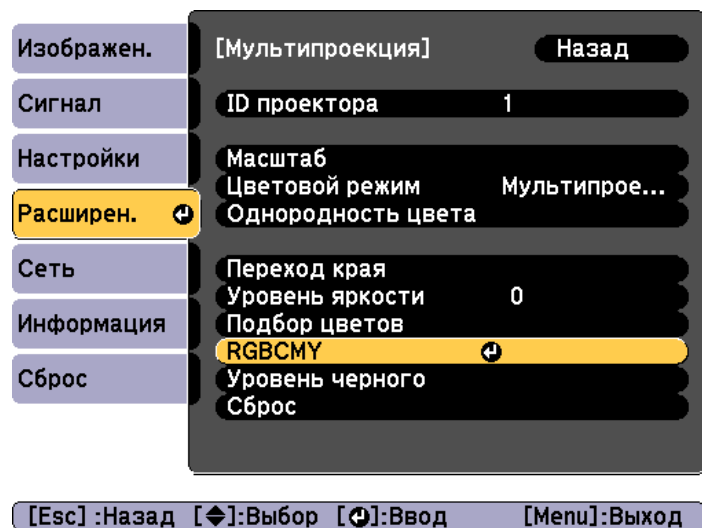 Изображен.
Сигнал
Настройки
Расширен.
Сеть
Информация
Сброс
[Мультипроекция] Назад
ID проектора 1
Масштаб
Цветовой режим Мультипрое...
Однородность цвета
Переход края
Уровень яркости 0
Подбор цветов
RGBCMY
Уровень черного
Сброс
[Esc] :Назад [◆]:Выбор [⏎]:Ввод [Menu]:Выход